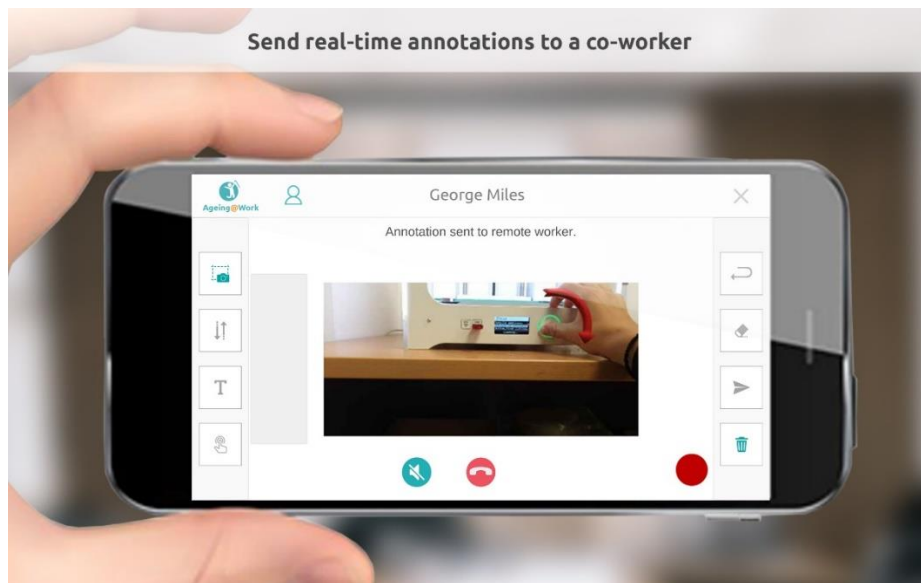 Send real-time annotations to a co-worker
Ageing@Work
George Miles
Annotation sent to remote worker.
T